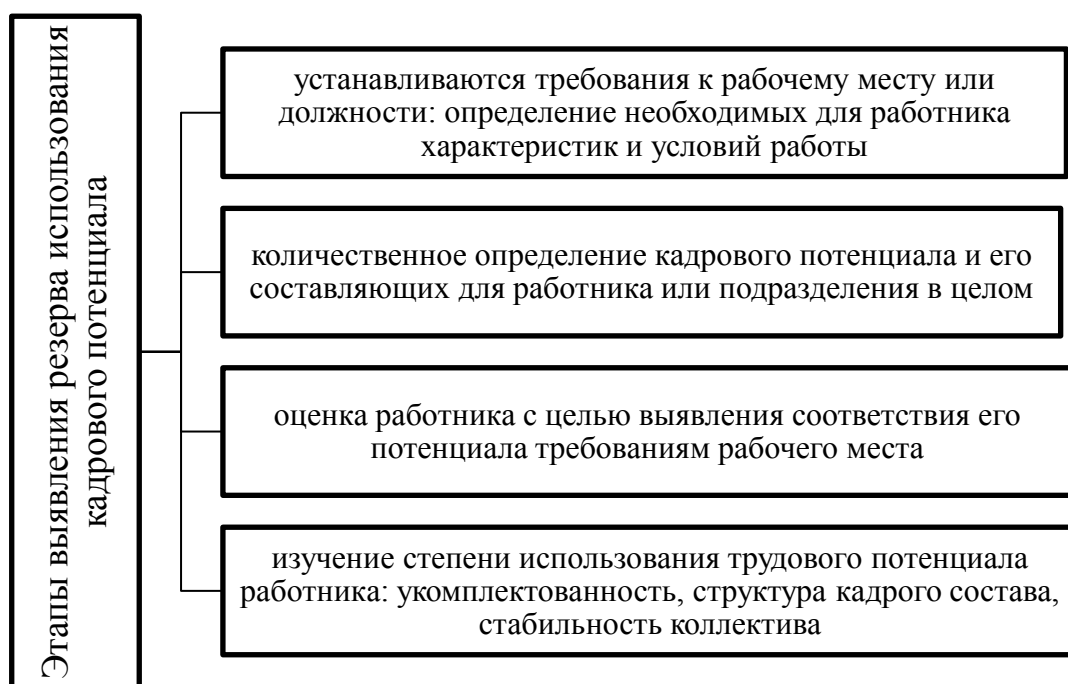 Этапы выявления резерва использования
кадрового потенциала
устанавливаются требования к рабочему месту или
должности: определение необходимых для работника
характеристик и условий работы
количественное определение кадрового потенциала и его
составляющих для работника или подразделения в целом
оценка работника с целью выявления соответствия его
потенциала требованиям рабочего места
изучение степени использования трудового потенциала
работника: укомплектованность, структура кадрого состава,
стабильность коллектива